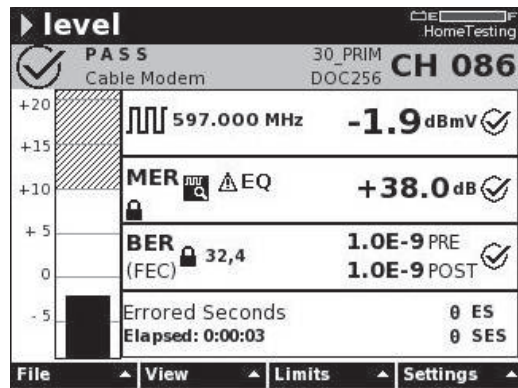 level
E F
HomeTesting
PASS
Cable Modem
30_PRIM
DOC256
CH 086
+20
+15
+10
+ 5
0
- 5
597.000 MHz
-1.9 dBmV
MER
EQ
+38.0 dB
BER
(FEC)
32,4
1.0E-9 PRE
1.0E-9 POST
Errored Seconds
0 ES
Elapsed: 0:00:03
0 SES
File
View
Limits
Settings